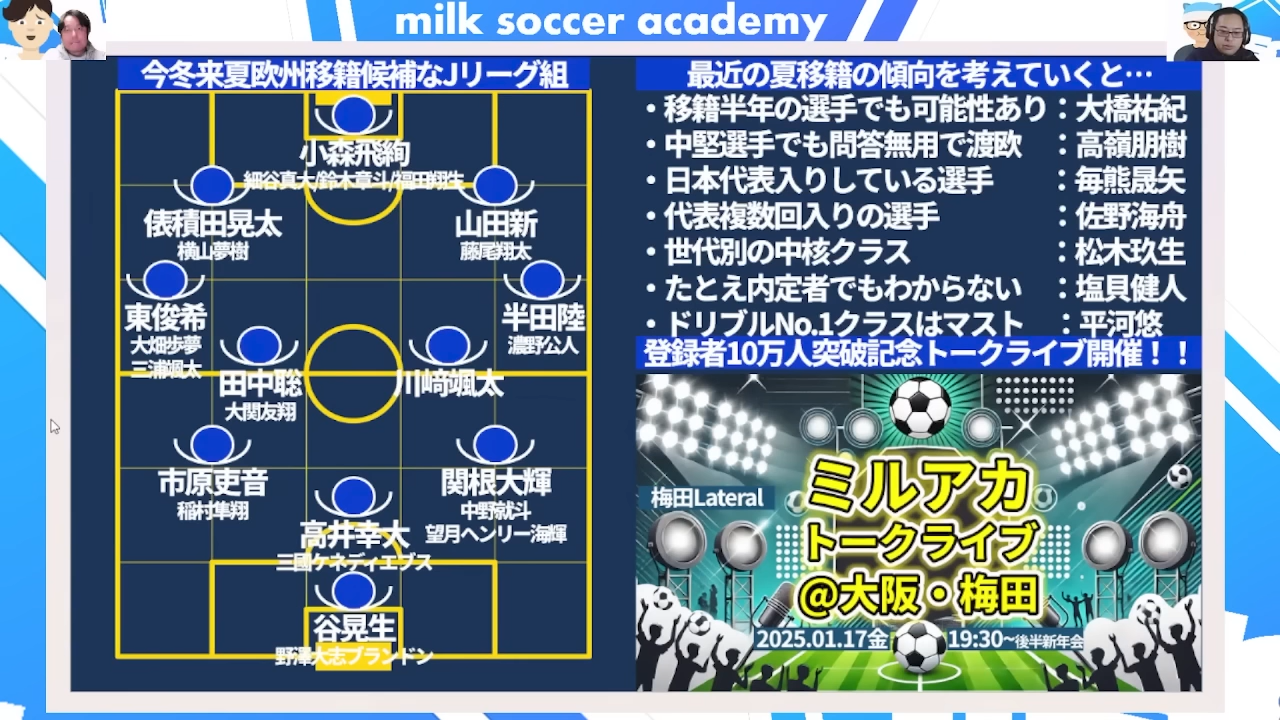 milk soccer academy
今冬来夏欧州移籍候補なJリーグ組
小森飛絢
細谷真大/鈴木章斗/福田翔生
俵積田晃太
横山夢樹
山田新
藤尾翔太
東俊希
大畑歩夢
三浦颯太
半田陸
濃野公人
田中聡
大関友翔
川﨑颯太
市原吏音
稲村隼翔
関根大輝
中野就斗
望月ヘンリー海輝
高井幸大
三國ケネディエブス
谷晃生
野澤大志ブランドン
最近の夏移籍の傾向を考えていくと…
・移籍半年の選手でも可能性あり：大橋祐紀
・中堅選手でも問答無用で渡欧　：高嶺朋樹
・日本代表入りしている選手　　：毎熊晟矢
・代表複数回入りの選手　　　　：佐野海舟
・世代別の中核クラス　　　　　：松木玖生
・たとえ内定者でもわからない　：塩貝健人
・ドリブルNo.1クラスはマスト　：平河悠
登録者10万人突破記念トークライブ開催！！
梅田Lateral
ミルアカ
トークライブ
@大阪・梅田
2025.01.17金　19:30~後半新年会